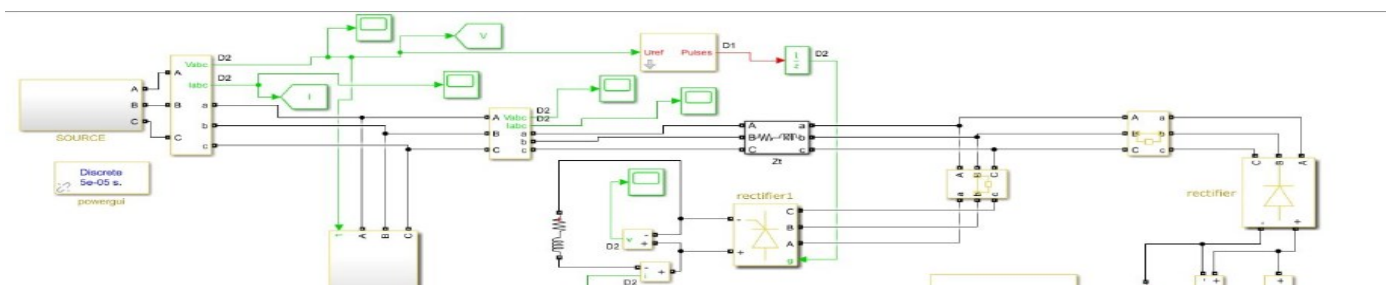 D2
Vabc
D2
Iabc
A
B
C
A
B
C
a
b
c
SOURCE
Discrete
5e-05 s.
powergui
V
I
Uref
Pulses
D1
D2
D2
D2
Vabc
Iabc
A
B
C
a
b
c
A
B
C
a
b
c
Zt
A
B
C
a
b
c
A
B
C
a
b
c
C
B
A
rectifier
-
+
rectifier1
-
+
C
B
A
g
D2
v
-
+
D2
i
-
+
1
A
B
C